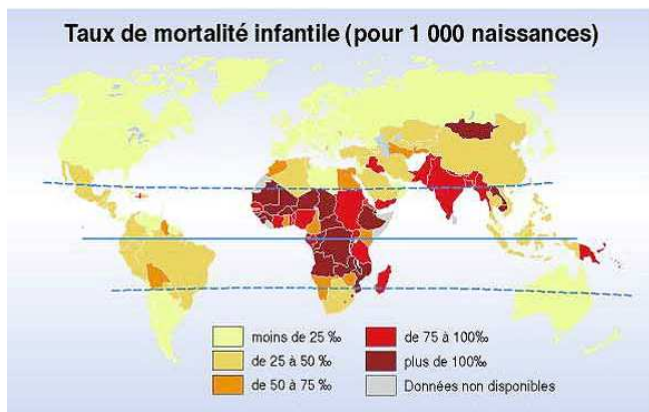 Taux de mortalité infantile (pour 1 000 naissances)
moins de 25 ‰
de 25 à 50 ‰
de 50 à 75 ‰
de 75 à 100‰
plus de 100‰
Données non disponibles